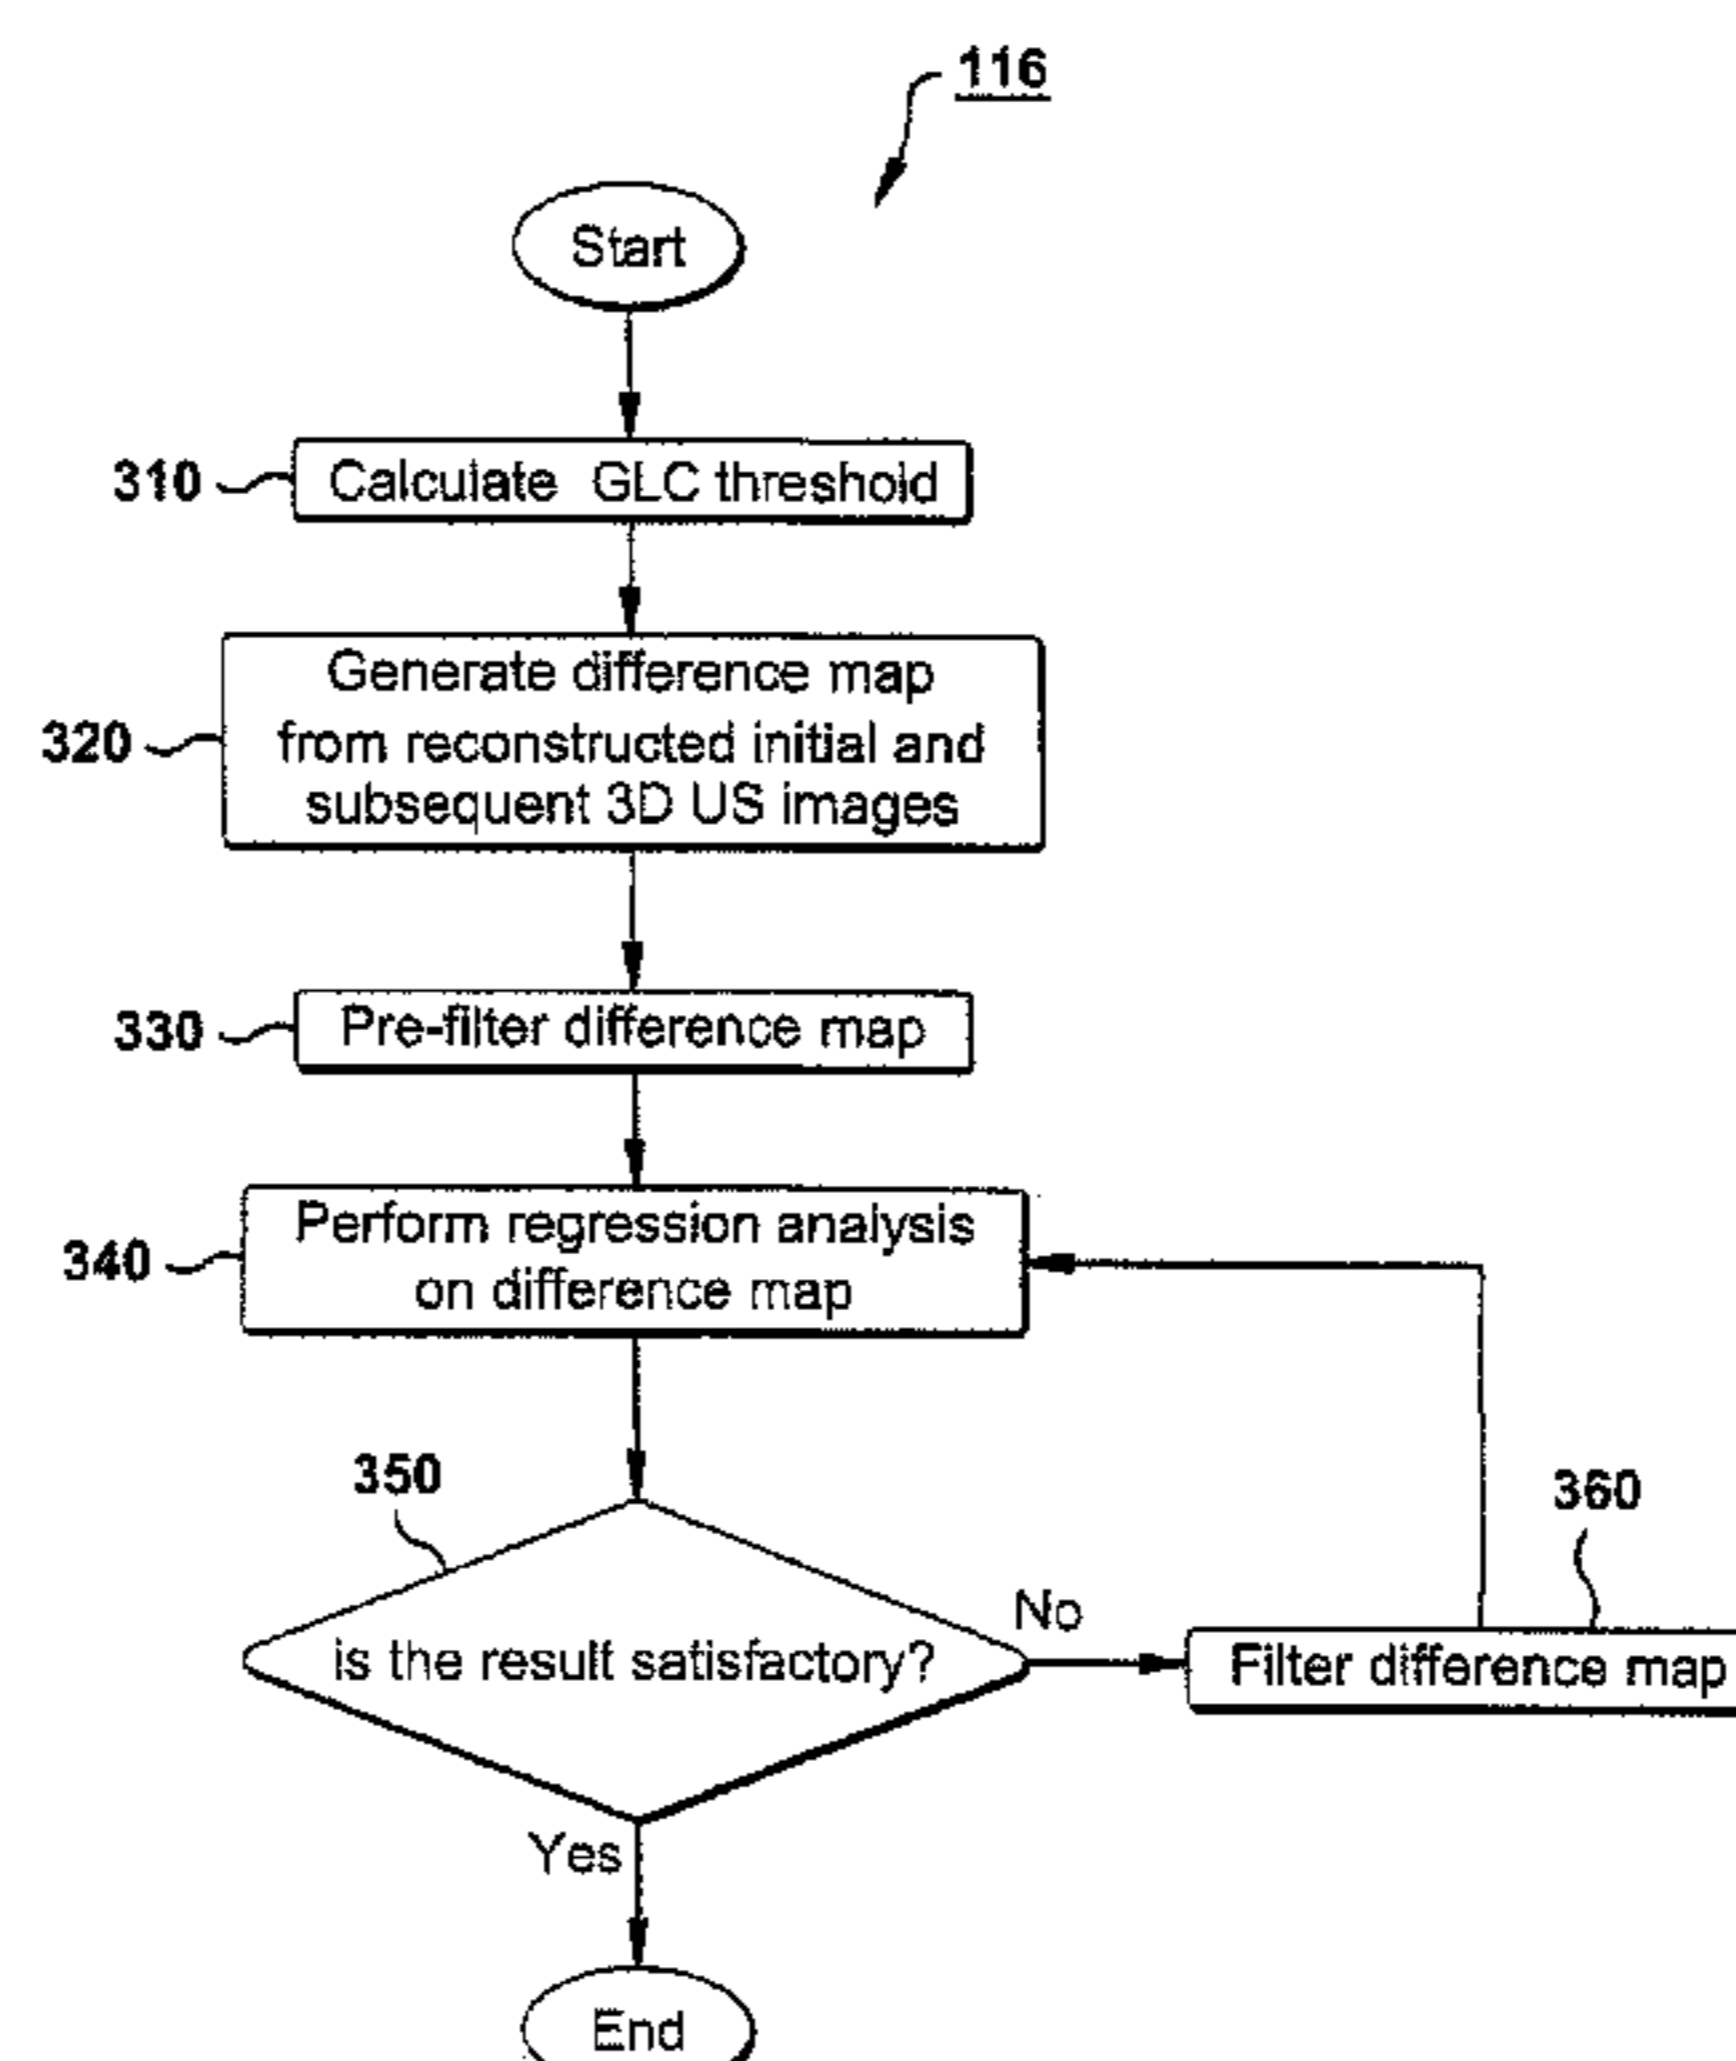 116
Start
310
Calculate GLC threshold
320
Generate difference map
from reconstructed initial and
subsequent 3D US images
330
Pre-filter difference map
340
Perform regression analysis
on difference map
350
360
No
is the result satisfactory?
Filter difference map
Yes
End